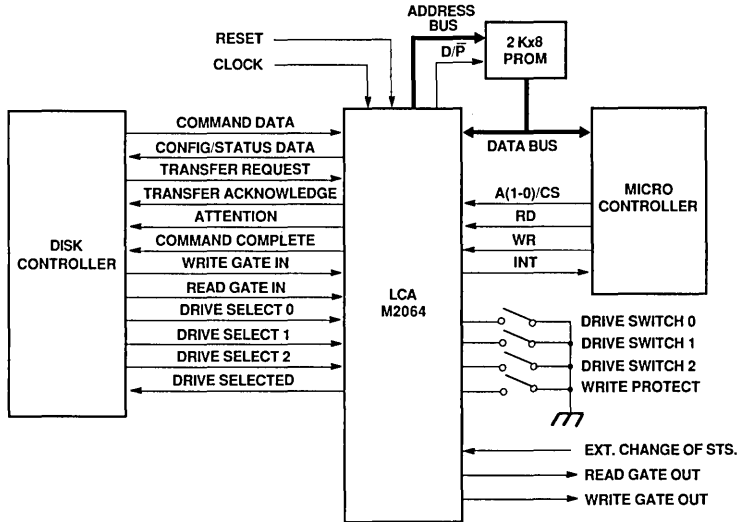 ADDRESS
BUS
RESET
CLOCK
D/P̅
2 Kx8
PROM
COMMAND DATA
CONFIG/STATUS DATA
TRANSFER REQUEST
TRANSFER ACKNOWLEDGE
ATTENTION
COMMAND COMPLETE
WRITE GATE IN
READ GATE IN
DRIVE SELECT 0
DRIVE SELECT 1
DRIVE SELECT 2
DRIVE SELECTED
DISK
CONTROLLER
LCA
M2064
DATA BUS
A(1-0)/CS
RD
WR
INT
MICRO
CONTROLLER
DRIVE SWITCH 0
DRIVE SWITCH 1
DRIVE SWITCH 2
WRITE PROTECT
EXT. CHANGE OF STS.
READ GATE OUT
WRITE GATE OUT